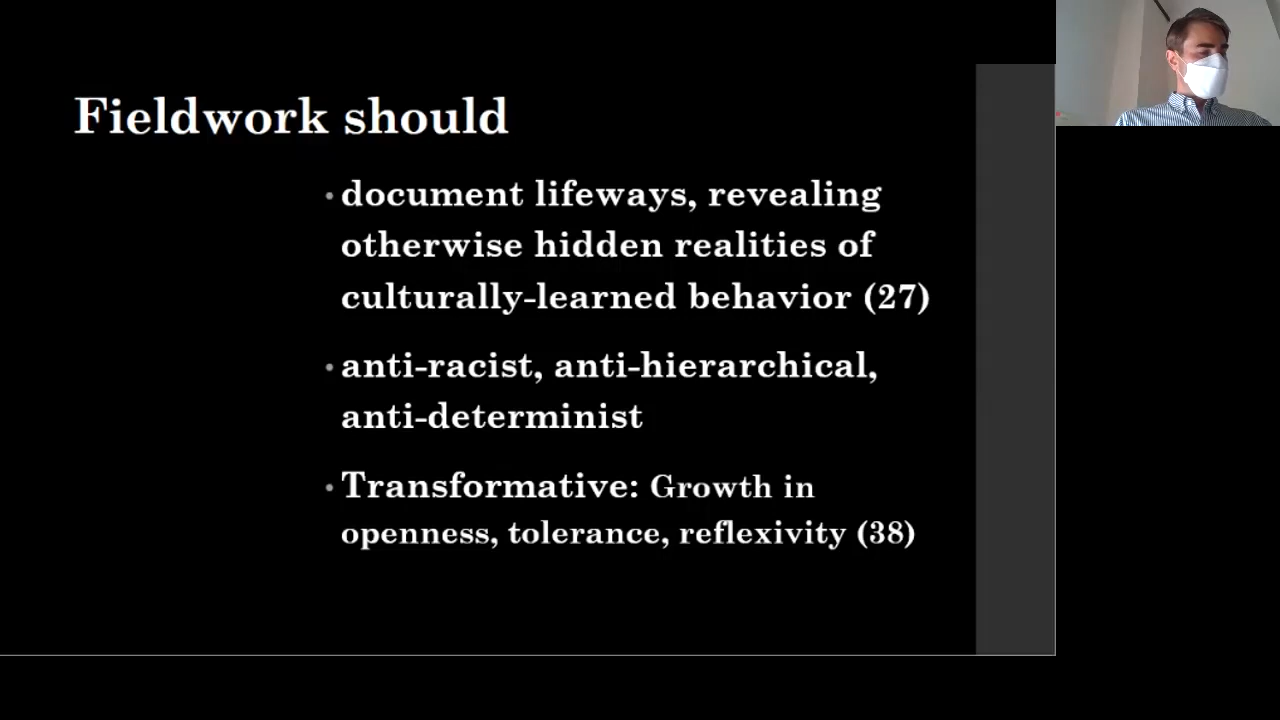 Fieldwork should
• document lifeways, revealing
otherwise hidden realities of
culturally-learned behavior (27)
• anti-racist, anti-hierarchical,
anti-determinist
• Transformative: Growth in
openness, tolerance, reflexivity (38)